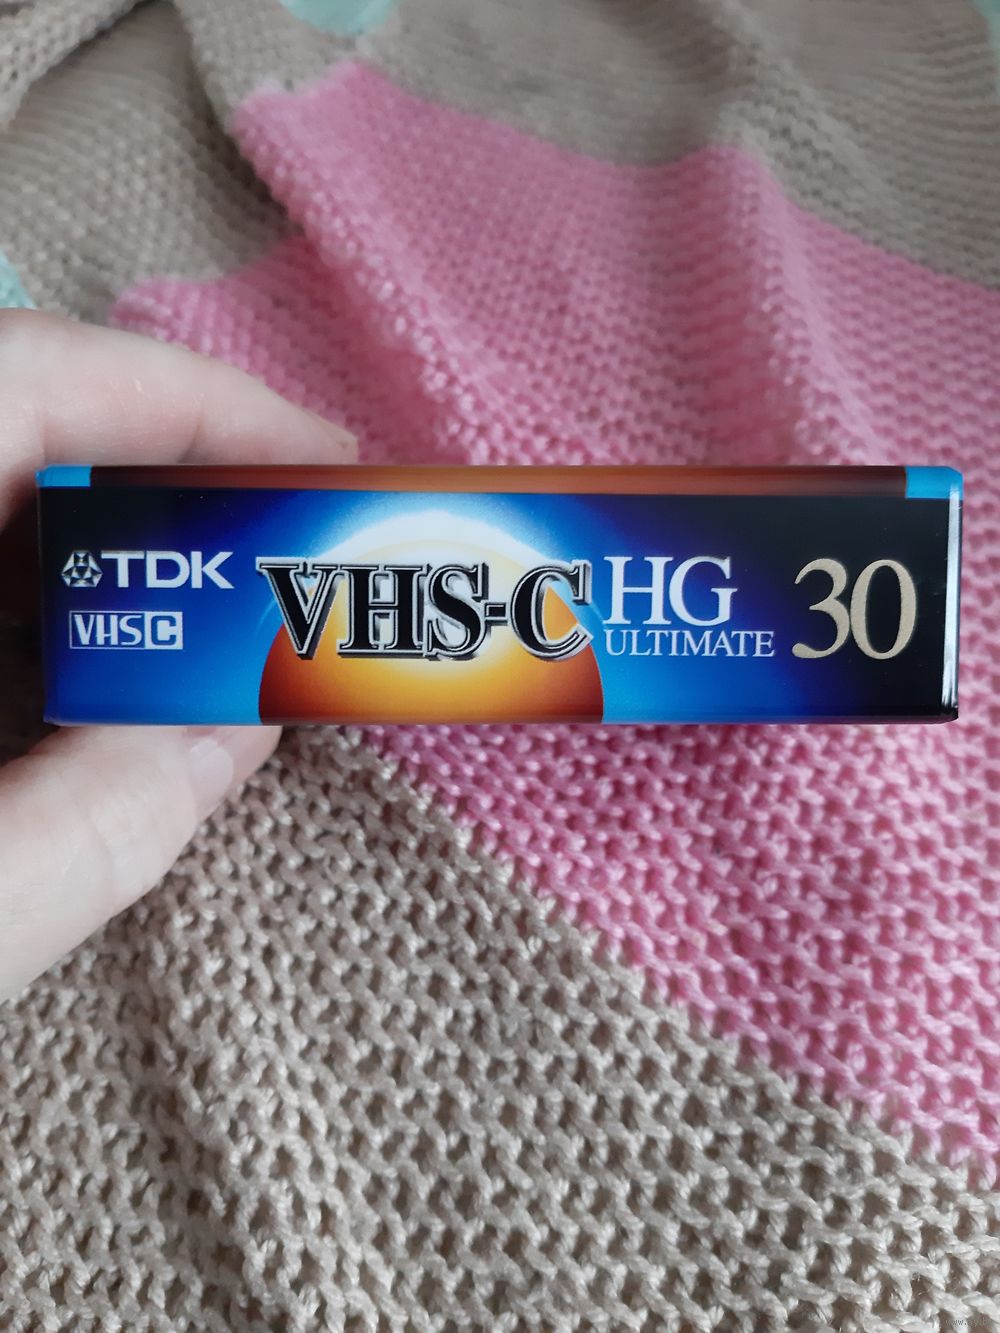 TDK
VHS C
VHS-C
HG
ULTIMATE
30